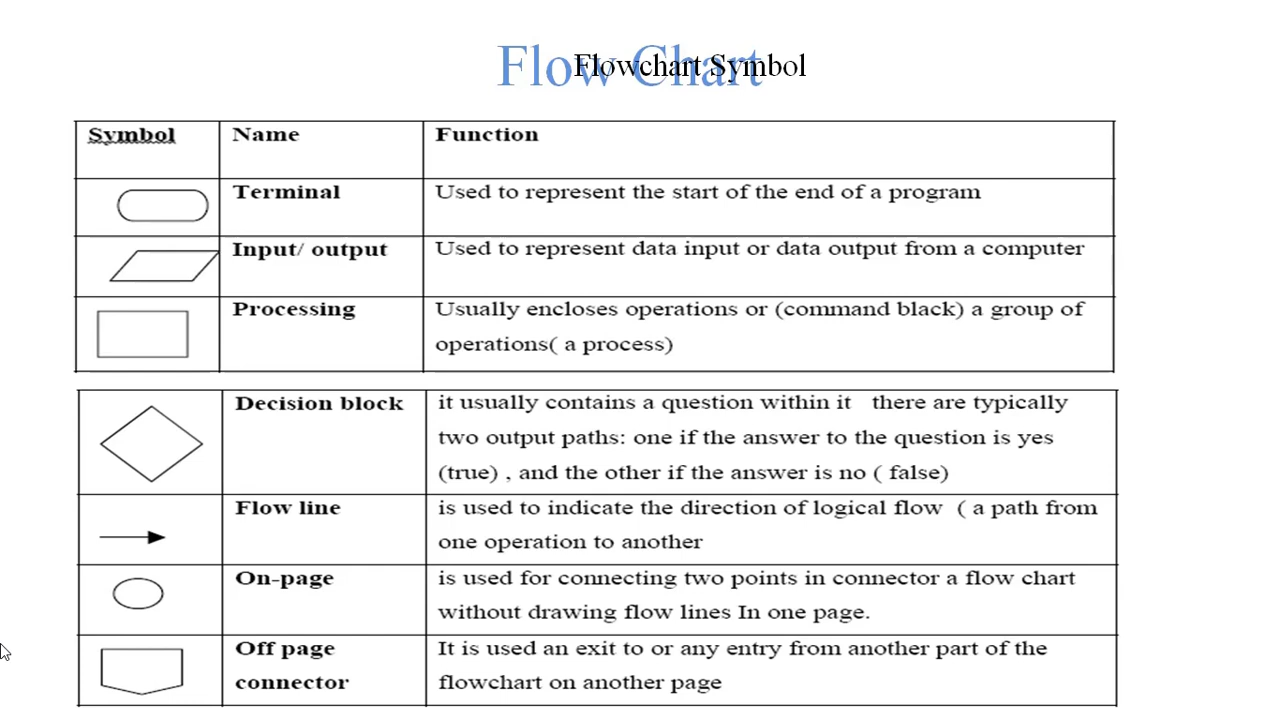 Flow Chart
Flowchart Symbol
Symbol Name Function
Terminal Used to represent the start of the end of a program
Input/ output Used to represent data input or data output from a computer
Processing Usually encloses operations or (command black) a group of
operations( a process)
Decision block it usually contains a question within it there are typically
two output paths: one if the answer to the question is yes
(true) , and the other if the answer is no ( false)
Flow line is used to indicate the direction of logical flow ( a path from
one operation to another
On-page is used for connecting two points in connector a flow chart
without drawing flow lines In one page.
Off page It is used an exit to or any entry from another part of the
connector flowchart on another page